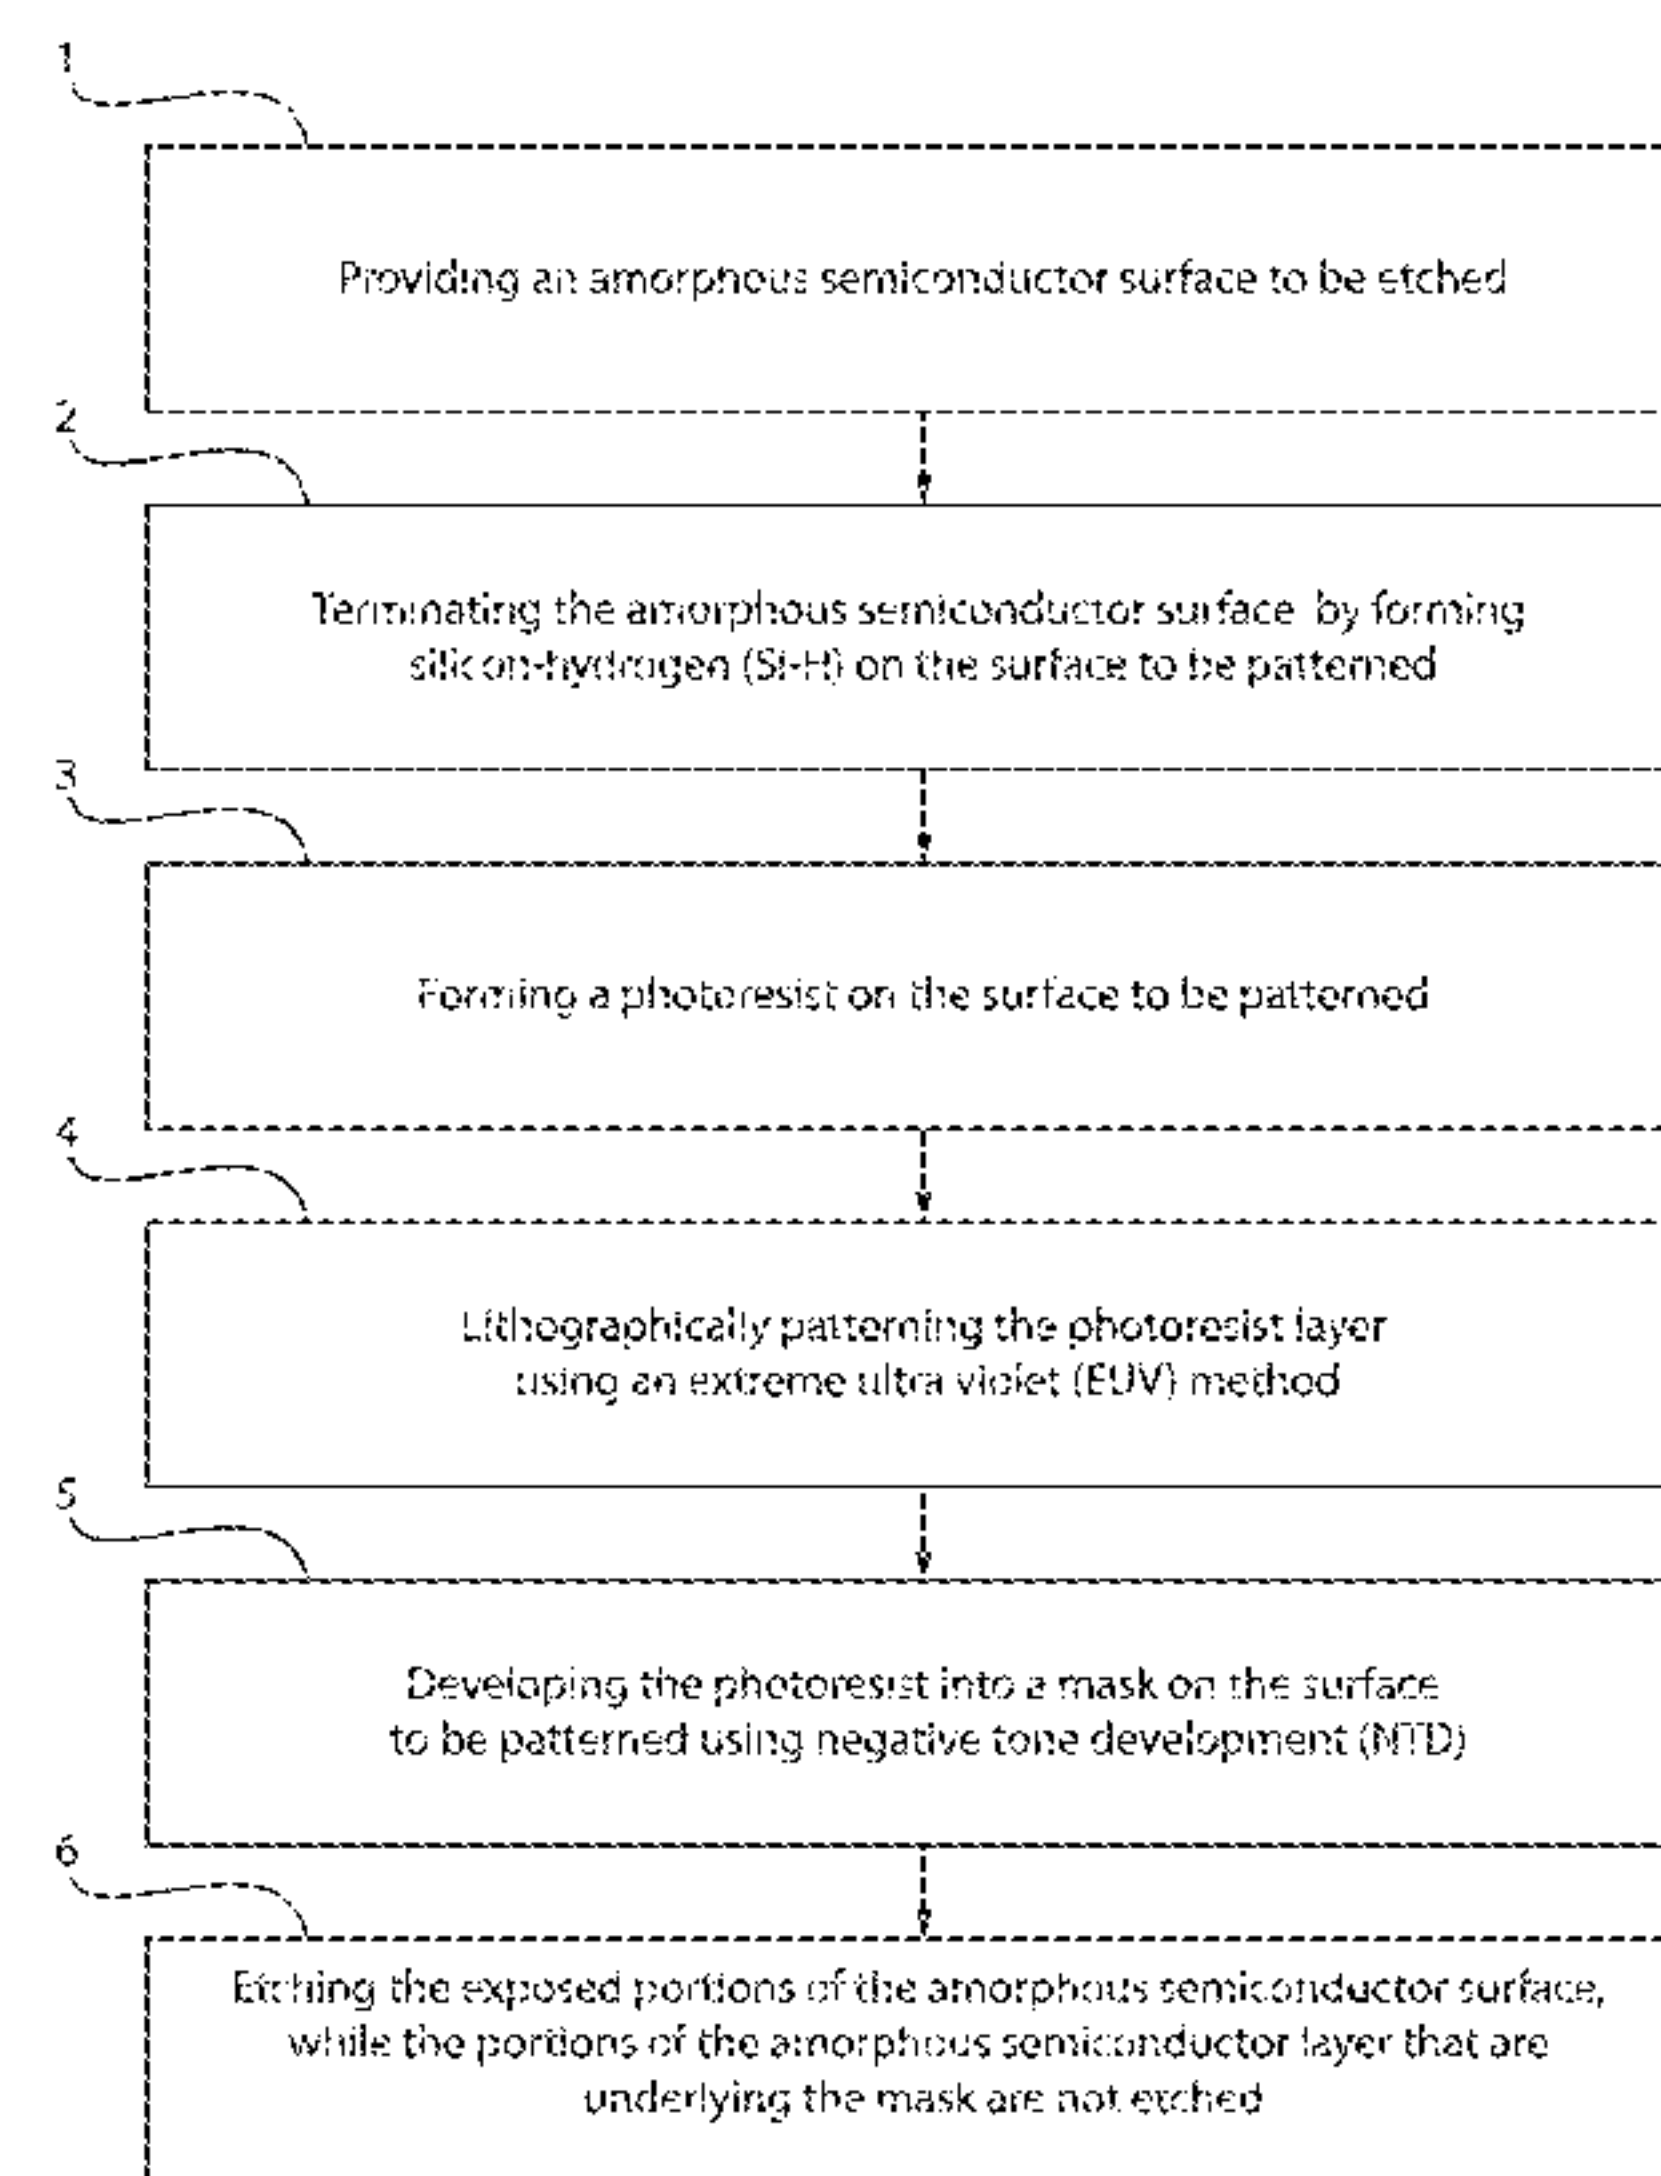 1
Providing an amorphous semiconductor surface to be etched
2
Terminating the amorphous semiconductor surface by forming
silicon-hydrogen (Si-H) on the surface to be patterned
3
Forming a photoresist on the surface to be patterned
4
Lithographically patterning the photoresist layer
using an extreme ultra violet (EUV) method
5
Developing the photoresist into a mask on the surface
to be patterned using negative tone development (NTD)
6
Etching the exposed portions of the amorphous semiconductor surface,
while the portions of the amorphous semiconductor layer that are
underlying the mask are not etched